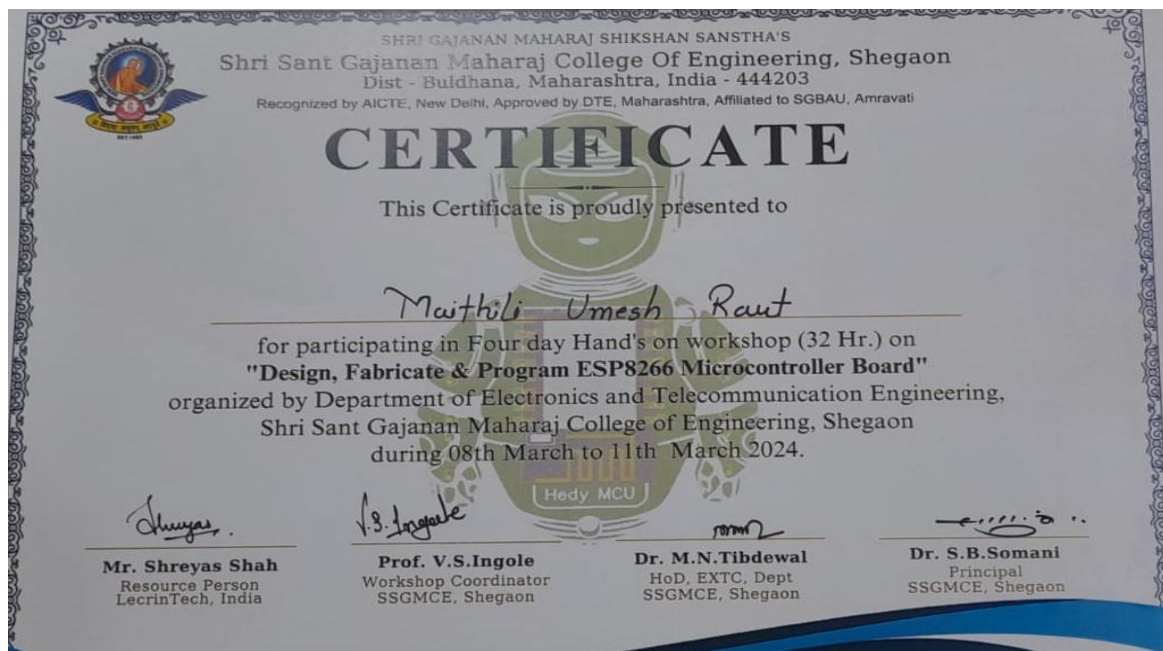 SHRI GAJANAN MAHARAJ SHIKSHAN SANSTHA'S
Shri Sant Gajanan Maharaj College Of Engineering, Shegaon
Dist - Buldhana, Maharashtra, India - 444203
Recognized by AICTE, New Delhi, Approved by DTE, Maharashtra, Affiliated to SGBAU, Amravati
CERTIFICATE
This Certificate is proudly presented to
Maithili Umesh Raut
for participating in Four day Hand's on workshop (32 Hr.) on
"Design, Fabricate & Program ESP8266 Microcontroller Board"
organized by Department of Electronics and Telecommunication Engineering,
Shri Sant Gajanan Maharaj College of Engineering, Shegaon
during 08th March to 11th March 2024.
Hedy MCU
Shreyas
V.S. Ingole
Mr. Shreyas Shah
Resource Person
LecrinTech, India
Prof. V.S.Ingole
Workshop Coordinator
SSGMCE, Shegaon
Dr. M.N.Tibdewal
HoD, EXTC, Dept
SSGMCE, Shegaon
Dr. S.B.Somani
Principal
SSGMCE, Shegaon